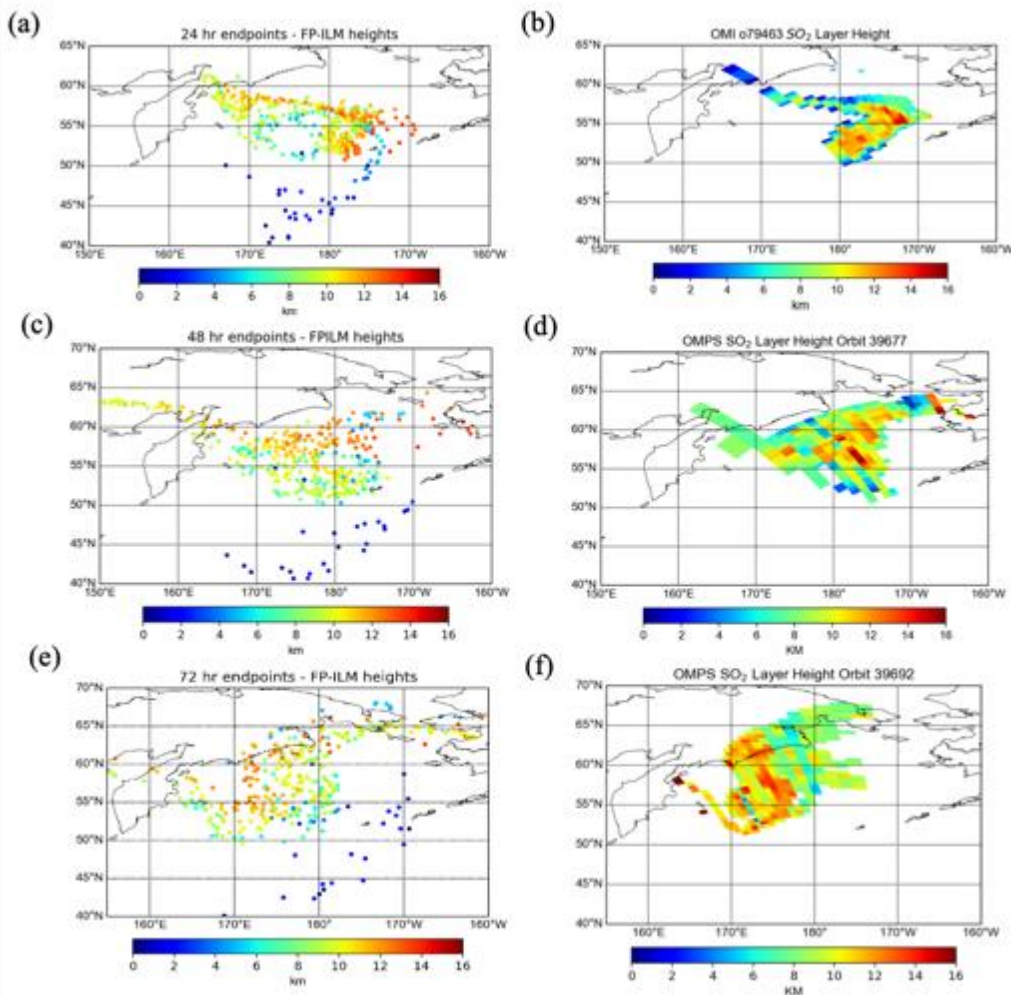 (a)
24 hr endpoints - FP-ILM heights
65°N
60°N
55°N
50°N
45°N
40°N
150°E 160°E 170°E 180° 170°W 160°W
0 2 4 6 8 10 12 14 16
km
(b)
OMI o79463 SO₂ Layer Height
65°N
60°N
55°N
50°N
45°N
40°N
150°E 160°E 170°E 180° 170°W 160°W
0 2 4 6 8 10 12 14 16
km
(c)
48 hr endpoints - FPILM heights
70°N
65°N
60°N
55°N
50°N
45°N
40°N
150°E 160°E 170°E 180° 170°W 160°W
0 2 4 6 8 10 12 14 16
km
(d)
OMPS SO₂ Layer Height Orbit 39677
70°N
65°N
60°N
55°N
50°N
45°N
40°N
150°E 160°E 170°E 180° 170°W 160°W
0 2 4 6 8 10 12 14 16
KM
(e)
72 hr endpoints - FP-ILM heights
70°N
65°N
60°N
55°N
50°N
45°N
40°N
160°E 170°E 180° 170°W 160°W
0 2 4 6 8 10 12 14 16
km
(f)
OMPS SO₂ Layer Height Orbit 39692
70°N
65°N
60°N
55°N
50°N
45°N
40°N
160°E 170°E 180° 170°W 160°W
0 2 4 6 8 10 12 14 16
KM